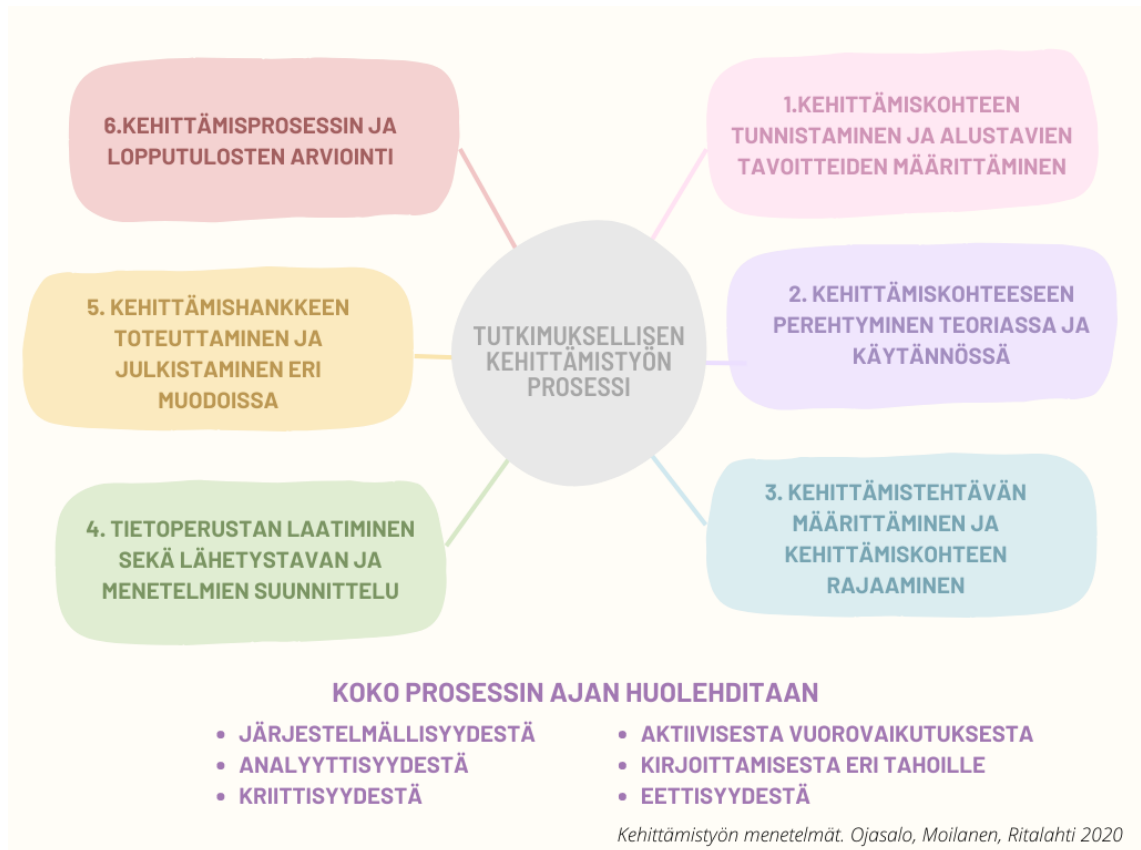 TUTKIMUKSELLISEN
KEHITTÄMISTYÖN
PROSESSI
1.KEHITTÄMISKOHTEEN
TUNNISTAMINEN JA ALUSTAVIEN
TAVOITTEIDEN MÄÄRITTÄMINEN
2. KEHITTÄMISKOHTEESEEN
PEREHTYMINEN TEORIASSA JA
KÄYTÄNNÖSSÄ
3. KEHITTÄMISTEHTÄVÄN
MÄÄRITTÄMINEN JA
KEHITTÄMISKOHTEEN
RAJAAMINEN
4. TIETOPERUSTAN LAATIMINEN
SEKÄ LÄHETYSTAVAN JA
MENETELMIEN SUUNNITTELU
5. KEHITTÄMISHANKKEEN
TOTEUTTAMINEN JA
JULKISTAMINEN ERI
MUODOISSA
6.KEHITTÄMISPROSESSIN JA
LOPPUTULOSTEN ARVIOINTI
KOKO PROSESSIN AJAN HUOLEHDITAAN
• JÄRJESTELMÄLLISYYDESTÄ
• ANALYYTTISYYDESTÄ
• KRIITTISYYDESTÄ
• AKTIIVISESTA VUOROVAIKUTUKSESTA
• KIRJOITTAMISESTA ERI TAHOILLE
• EETTISYYDESTÄ
Kehittämistyön menetelmät. Ojasalo, Moilanen, Ritalahti 2020